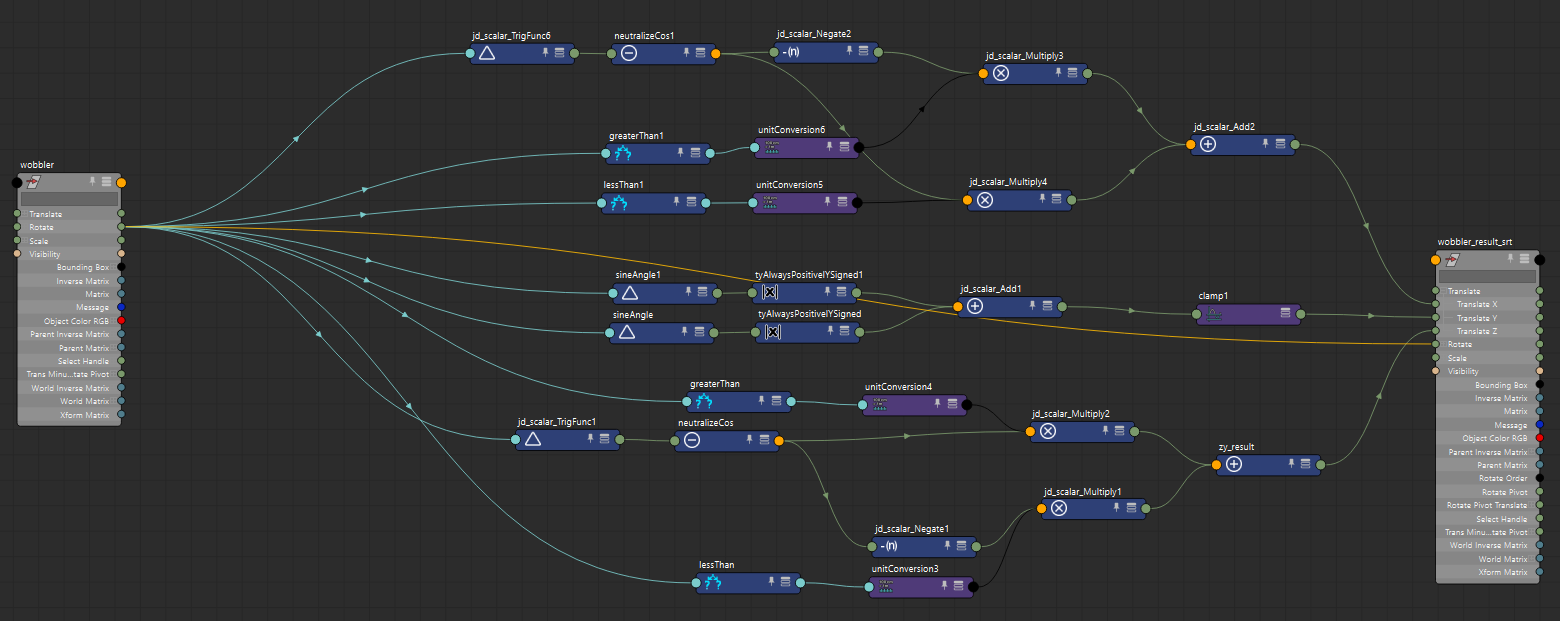 jd_scalar_TrigFunc6
neutralizeCos1
jd_scalar_Negate2
-(n)
jd_scalar_Multiply3
greaterThan1
unitConversion6
jd_scalar_Add2
lessThan1
unitConversion5
jd_scalar_Multiply4
wobbler
Translate
Rotate
Scale
Visibility
Bounding Box
Inverse Matrix
Matrix
Message
Object Color RGB
Parent Inverse Matrix
Parent Matrix
Select Handle
Trans Minu...tate Pivot
World Inverse Matrix
World Matrix
Xform Matrix
sineAngle1
tyAlwaysPositiveIYSigned1
|x|
sineAngle
tyAlwaysPositiveIYSigned
|x|
jd_scalar_Add1
clamp1
greaterThan
unitConversion4
jd_scalar_TrigFunc1
neutralizeCos
jd_scalar_Multiply2
zy_result
jd_scalar_Multiply1
jd_scalar_Negate1
-(n)
lessThan
unitConversion3
wobbler_result_srt
Translate
Translate X
Translate Y
Translate Z
Rotate
Scale
Visibility
Bounding Box
Inverse Matrix
Matrix
Message
Object Color RGB
Parent Inverse Matrix
Parent Matrix
Rotate Order
Rotate Pivot
Rotate Pivot Translate
Select Handle
Trans Minu...tate Pivot
World Inverse Matrix
World Matrix
Xform Matrix